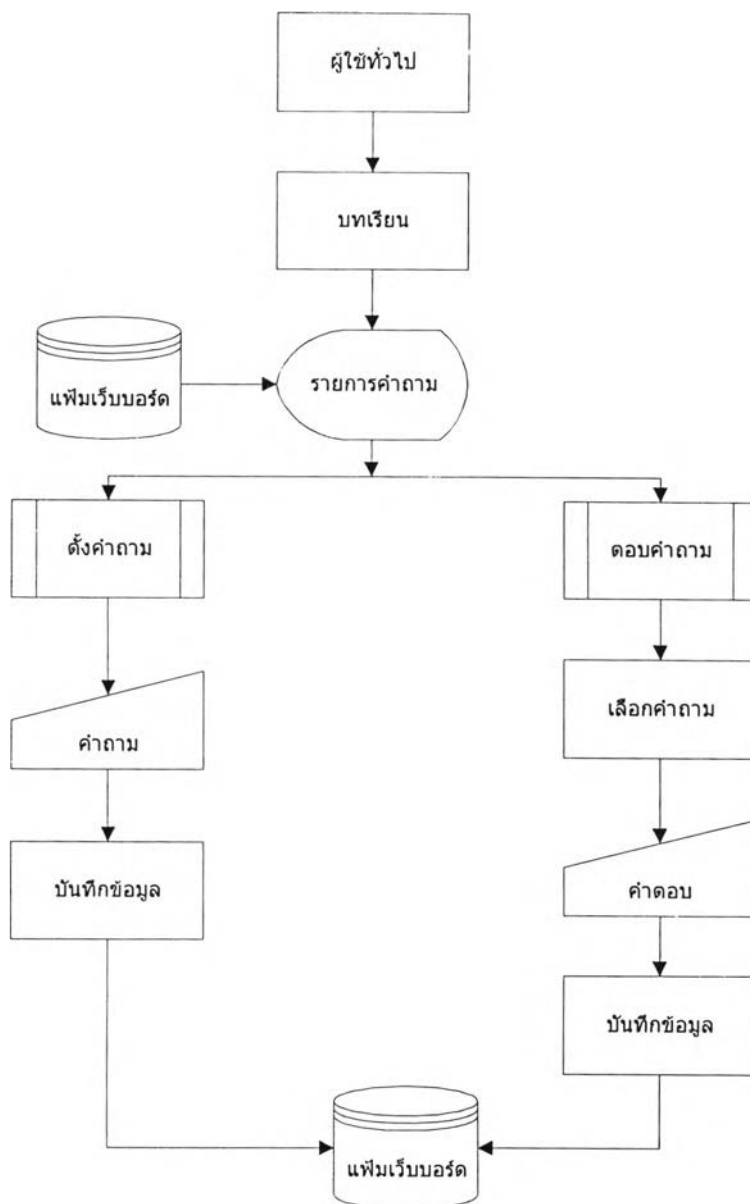 ผู้ใช้ทั่วไป
บทเรียน
แฟ้มเว็บบอร์ด
รายการคำถาม
ตั้งคำถาม
ตอบคำถาม
คำถาม
เลือกคำถาม
บันทึกข้อมูล
คำตอบ
บันทึกข้อมูล
แฟ้มเว็บบอร์ด